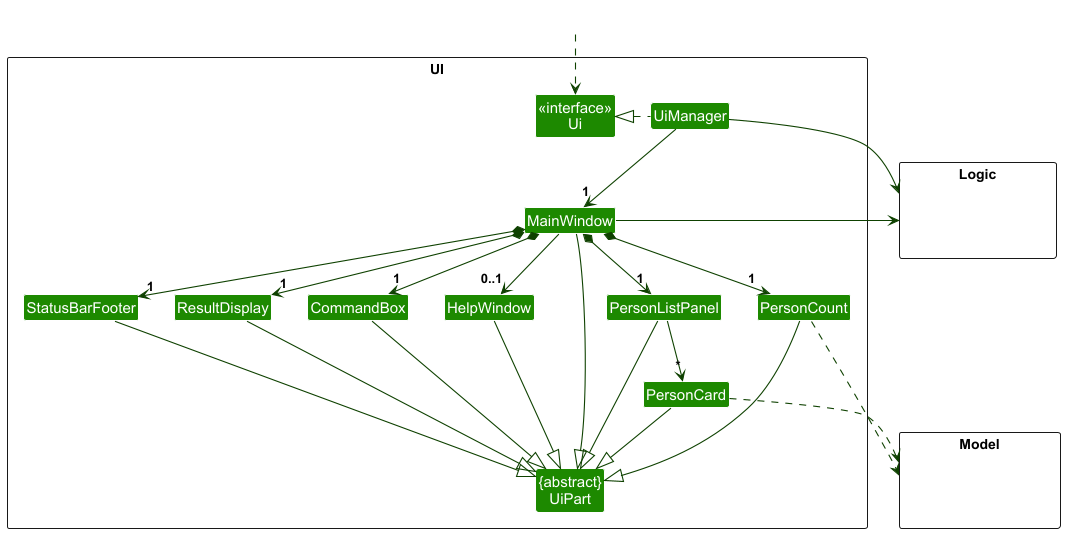 UI
«interface»
Ui
UiManager
Logic
1
MainWindow
1
1
1
0..1
1
1
StatusBarFooter
ResultDisplay
CommandBox
HelpWindow
PersonListPanel
PersonCount
*
PersonCard
Model
{abstract}
UiPart